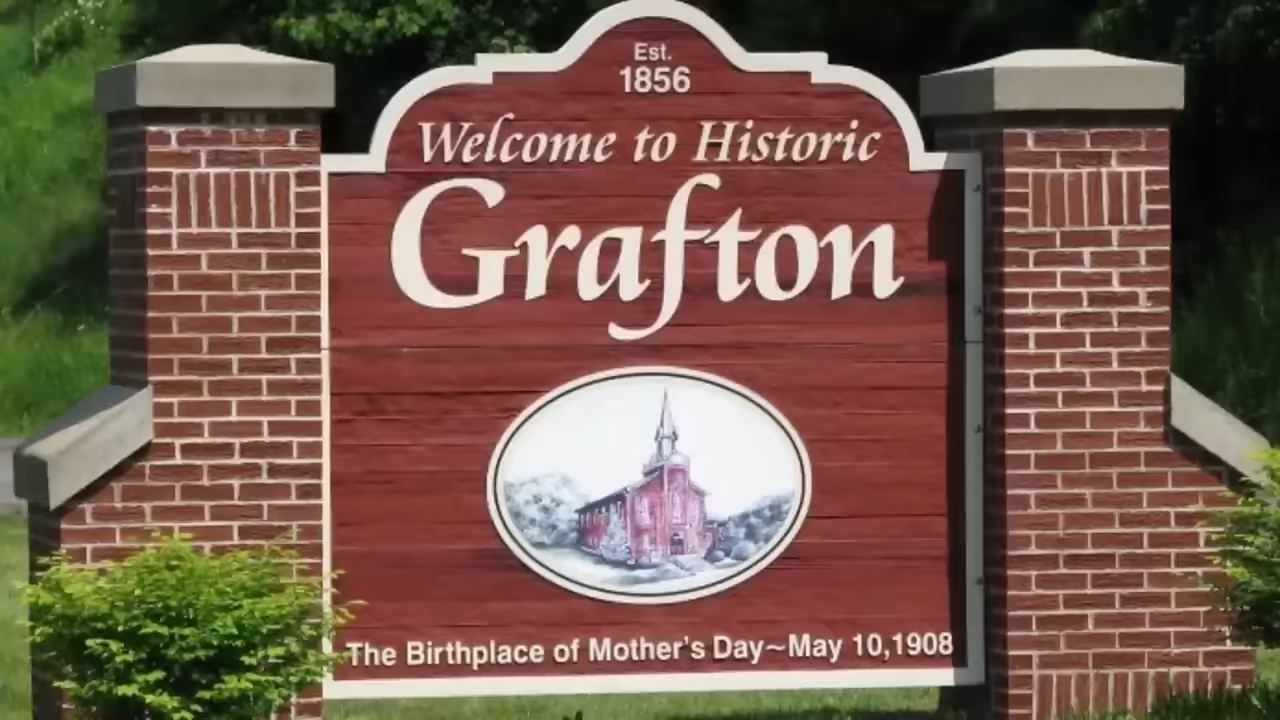 Est.
1856
Welcome to Historic
Grafton
The Birthplace of Mother's Day~May 10,1908